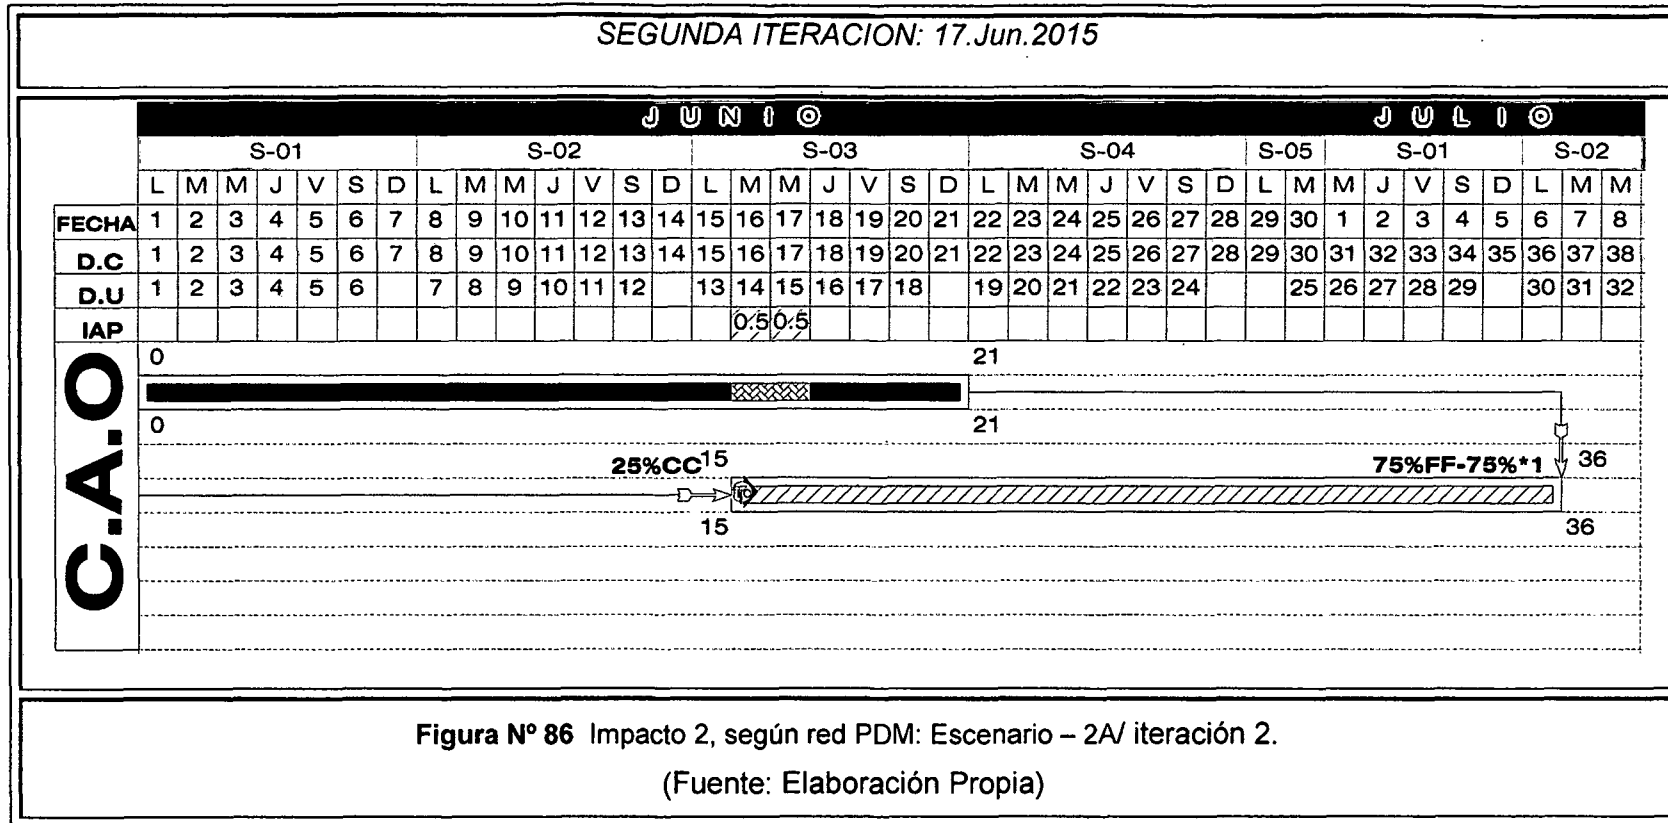 SEGUNDA ITERACION: 17.Jun.2015
JUNIO JULIO
S-01 S-02 S-03 S-04 S-05 S-01 S-02
L M M J V S D L M M J V S D L M M J V S D L M M J V S D L M M J V S D L M M
FECHA 1 2 3 4 5 6 7 8 9 10 11 12 13 14 15 16 17 18 19 20 21 22 23 24 25 26 27 28 29 30 1 2 3 4 5 6 7 8
D.C 1 2 3 4 5 6 7 8 9 10 11 12 13 14 15 16 17 18 19 20 21 22 23 24 25 26 27 28 29 30 31 32 33 34 35 36 37 38
D.U 1 2 3 4 5 6 7 8 9 10 11 12 13 14 15 16 17 18 19 20 21 22 23 24 25 26 27 28 29 30 31 32
IAP 0.5 0.5
C.A.O
0 21
0 21
25%CC 15 75%FF-75%*1 36
15 36
Figura Nº 86 Impacto 2, según red PDM: Escenario – 2A/ iteración 2.
(Fuente: Elaboración Propia)